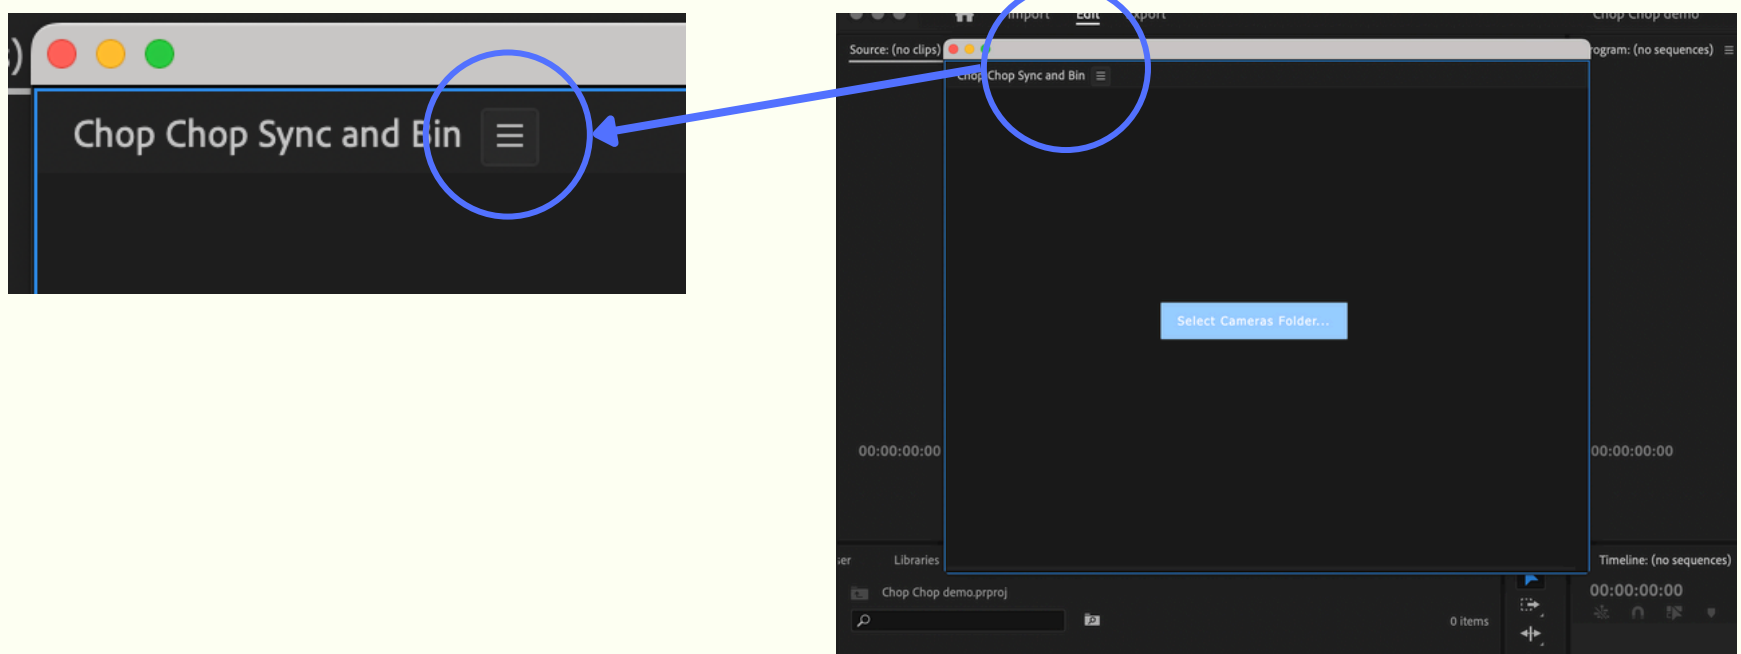 )
Chop Chop Sync and Bin
Import Edit Export
Chop Chop demo
Source: (no clips)
rogram: (no sequences)
Chop Chop Sync and Bin
Select Cameras Folder...
00:00:00:00
00:00:00:00
ser
Libraries
Timeline: (no sequences)
Chop Chop demo.prproj
00:00:00:00
0 items